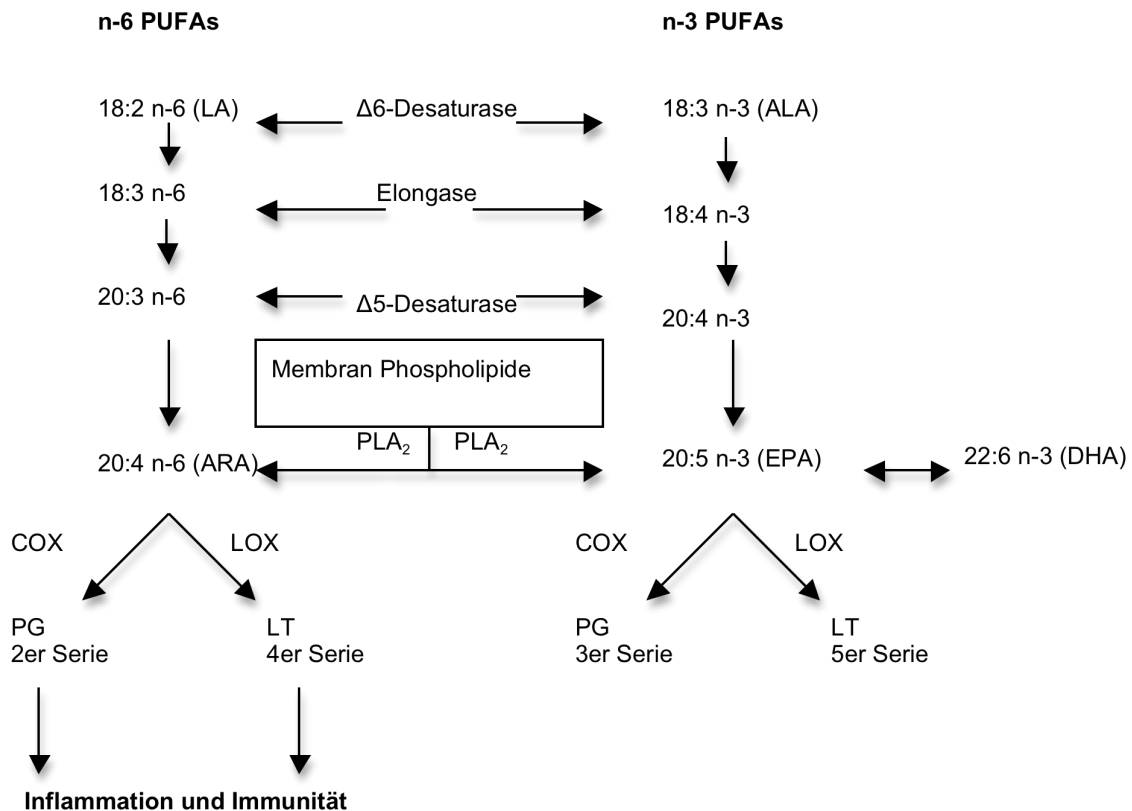 n-6 PUFAs
n-3 PUFAs
18:2 n-6 (LA)
Δ6-Desaturase
18:3 n-3 (ALA)
18:3 n-6
Elongase
18:4 n-3
20:3 n-6
Δ5-Desaturase
20:4 n-3
Membran Phospholipide
PLA₂
PLA₂
20:4 n-6 (ARA)
20:5 n-3 (EPA)
22:6 n-3 (DHA)
COX
LOX
COX
LOX
PG
2er Serie
LT
4er Serie
PG
3er Serie
LT
5er Serie
Inflammation und Immunität